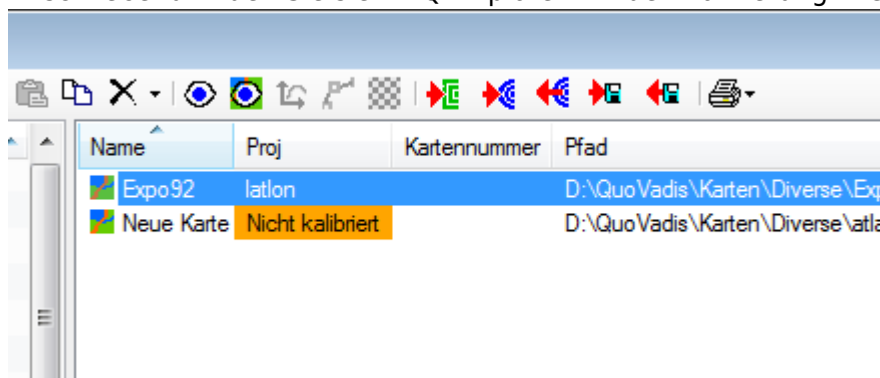 Name Proj Kartennummer Pfad
Expo92 latlon D:\QuoVadis\Karten\Diverse\Exp
Neue Karte Nicht kalibriert D:\QuoVadis\Karten\Diverse\atla